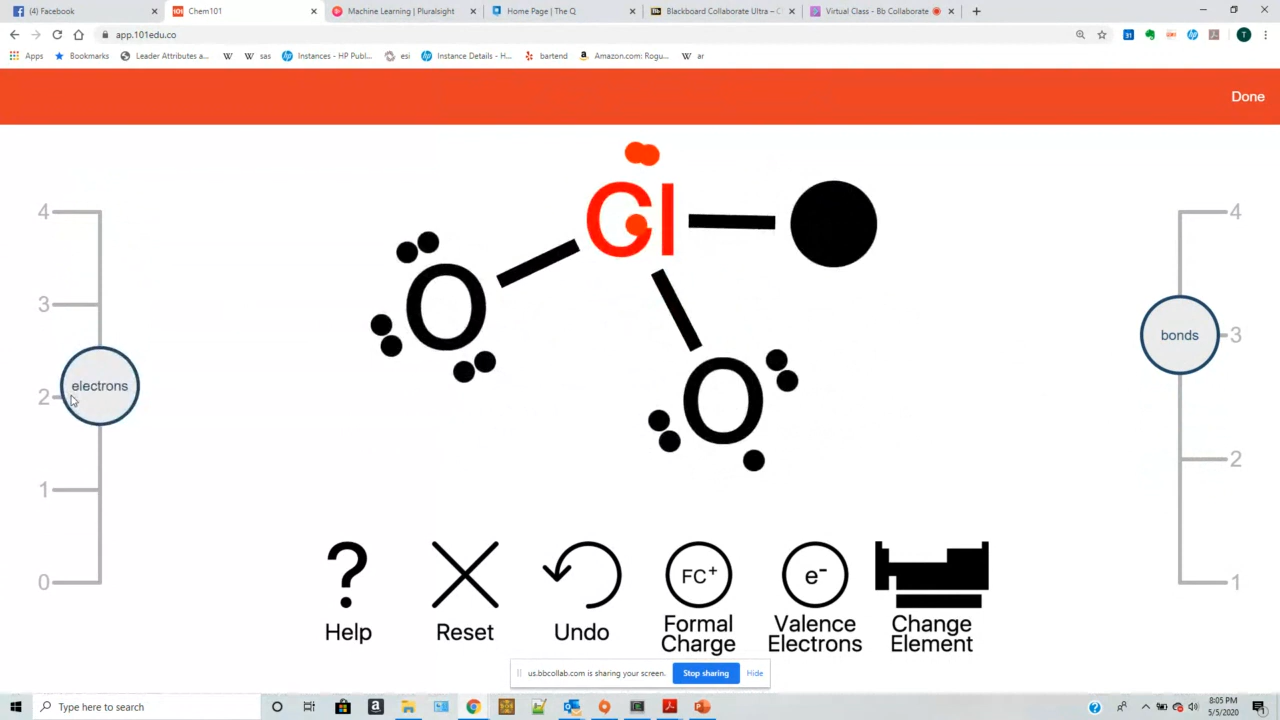 (4) Facebook
Chem101
Machine Learning | Pluralsight
Home Page | The Q
Blackboard Collaborate Ultra – C
Virtual Class - Bb Collaborate
app.101edu.co
Apps
Bookmarks
Leader Attributes a...
sas
Instances - HP Publ...
esi
Instance Details - H...
bartend
Amazon.com: Rogu...
ar
Done
Cl
O
O
4
3
2
1
0
electrons
4
3
2
1
bonds
?
Help
Reset
Undo
FC+
Formal
Charge
e-
Valence
Electrons
Change
Element
us.bbcollab.com is sharing your screen.
Stop sharing
Hide
Type here to search
8:05 PM
5/5/2020